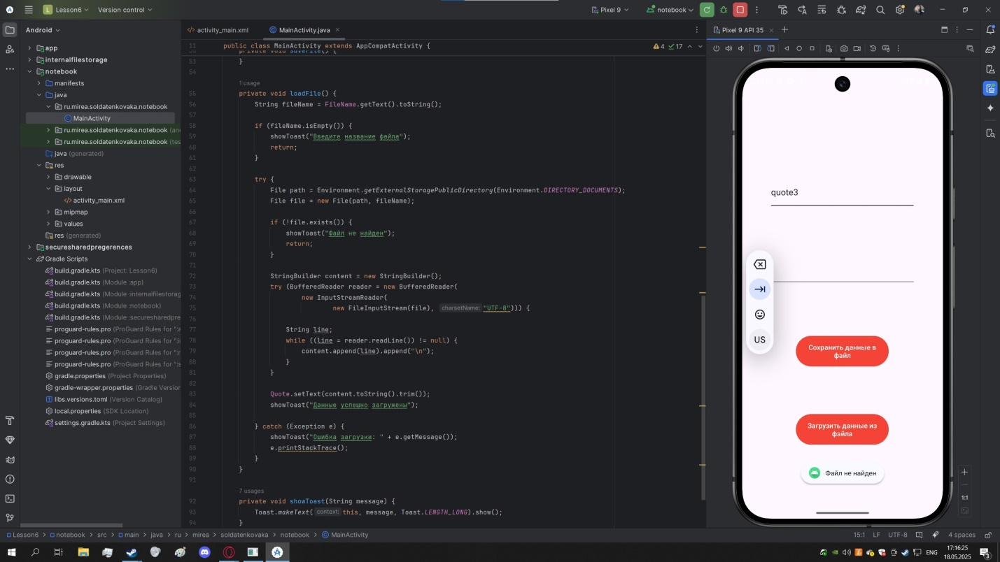 Lesson6
Version control
Pixel 9
notebook
Android
activity_main.xml
MainActivity.java
Pixel 9 API 35
app
internalfilestorage
notebook
manifests
java
ru.mirea.soldatenkovaka.notebook
MainActivity
ru.mirea.soldatenkovaka.notebook (an
ru.mirea.soldatenkovaka.notebook (tes
java (generated)
res
drawable
layout
activity_main.xml
mipmap
values
res (generated)
securesharedpregerences
Gradle Scripts
build.gradle.kts (Project: Lesson6)
build.gradle.kts (Module :app)
build.gradle.kts (Module :internalfilestorag
build.gradle.kts (Module :notebook)
build.gradle.kts (Module :securesharedpre
proguard-rules.pro (ProGuard Rules for ":a
proguard-rules.pro (ProGuard Rules for ":i
proguard-rules.pro (ProGuard Rules for ":r
proguard-rules.pro (ProGuard Rules for ":s
gradle.properties (Project Properties)
gradle-wrapper.properties (Gradle Version
libs.versions.toml (Version Catalog)
local.properties (SDK Location)
settings.gradle.kts (Project Settings)
11 public class MainActivity extends AppCompatActivity {
4 17
53 }
54
1 usage
55 private void loadFile() {
56 String fileName = FileName.getText().toString();
57
58 if (fileName.isEmpty()) {
59 showToast("Введите название файла");
60 return;
61 }
62
63 try {
64 File path = Environment.getExternalStoragePublicDirectory(Environment.DIRECTORY_DOCUMENTS);
65 File file = new File(path, fileName);
66
67 if (!file.exists()) {
68 showToast("Файл не найден");
69 return;
70 }
71
72 StringBuilder content = new StringBuilder();
73 try (BufferedReader reader = new BufferedReader(
74 new InputStreamReader(
75 new FileInputStream(file), charsetName: "UTF-8"))) {
76
77 String line;
78 while ((line = reader.readLine()) != null) {
79 content.append(line).append("\n");
80 }
81 }
82
83 Quote.setText(content.toString().trim());
84 showToast("Данные успешно загружены");
85
86 } catch (Exception e) {
87 showToast("Ошибка загрузки: " + e.getMessage());
88 e.printStackTrace();
89 }
90 }
91
7 usages
92 private void showToast(String message) {
93 Toast.makeText( context: this, message, Toast.LENGTH_LONG).show();
94 }
quote3
US
Сохранить данные в
файл
Загрузить данные из
файла
Файл не найден
1:1
Lesson6 > notebook > src > main > java > ru > mirea > soldatenkovaka > notebook > MainActivity
15:1 LF UTF-8 4 spaces
ENG
17:16:25
18.05.2025
3